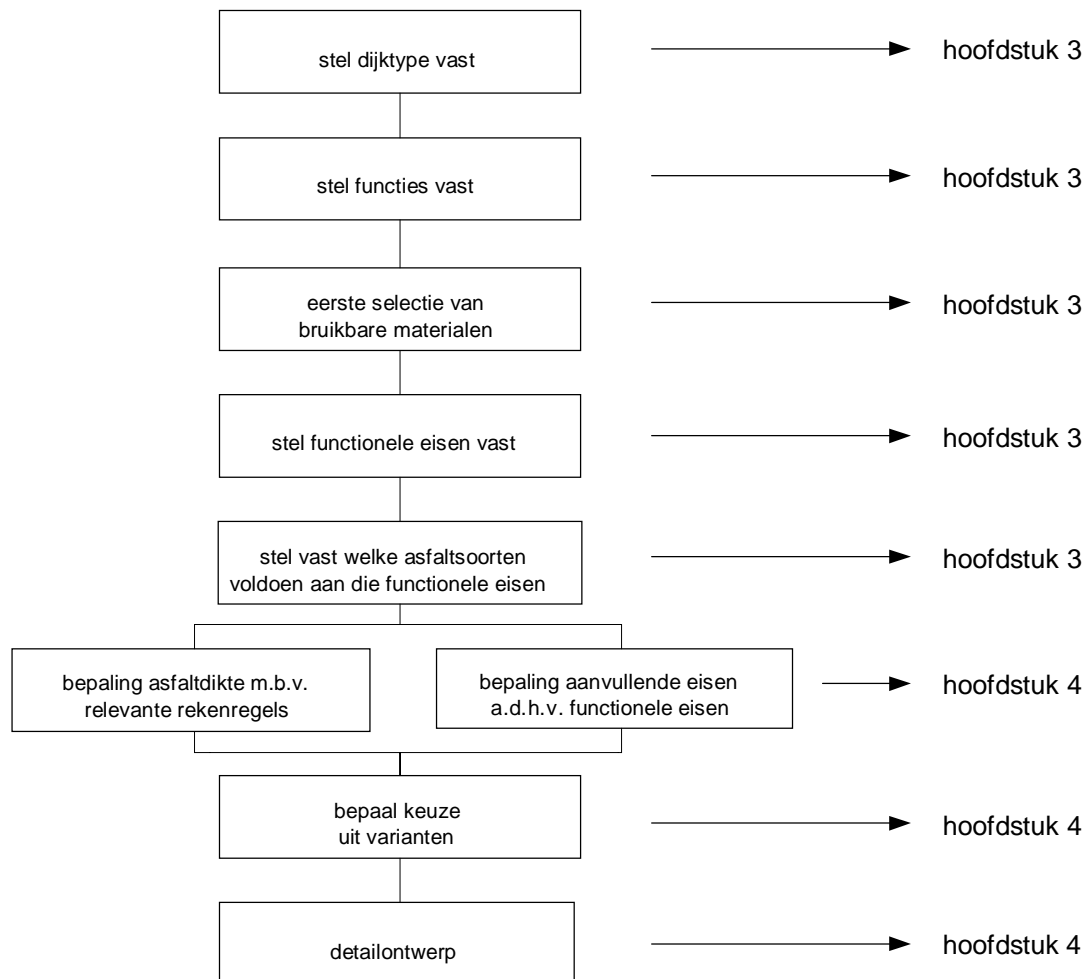 stel dijktype vast
hoofdstuk 3
stel functies vast
hoofdstuk 3
eerste selectie van
bruikbare materialen
hoofdstuk 3
stel functionele eisen vast
hoofdstuk 3
stel vast welke asfaltsoorten
voldoen aan die functionele eisen
hoofdstuk 3
bepaling asfaltdikte m.b.v.
relevante rekenregels
bepaling aanvullende eisen
a.d.h.v. functionele eisen
hoofdstuk 4
bepaal keuze
uit varianten
hoofdstuk 4
detailontwerp
hoofdstuk 4